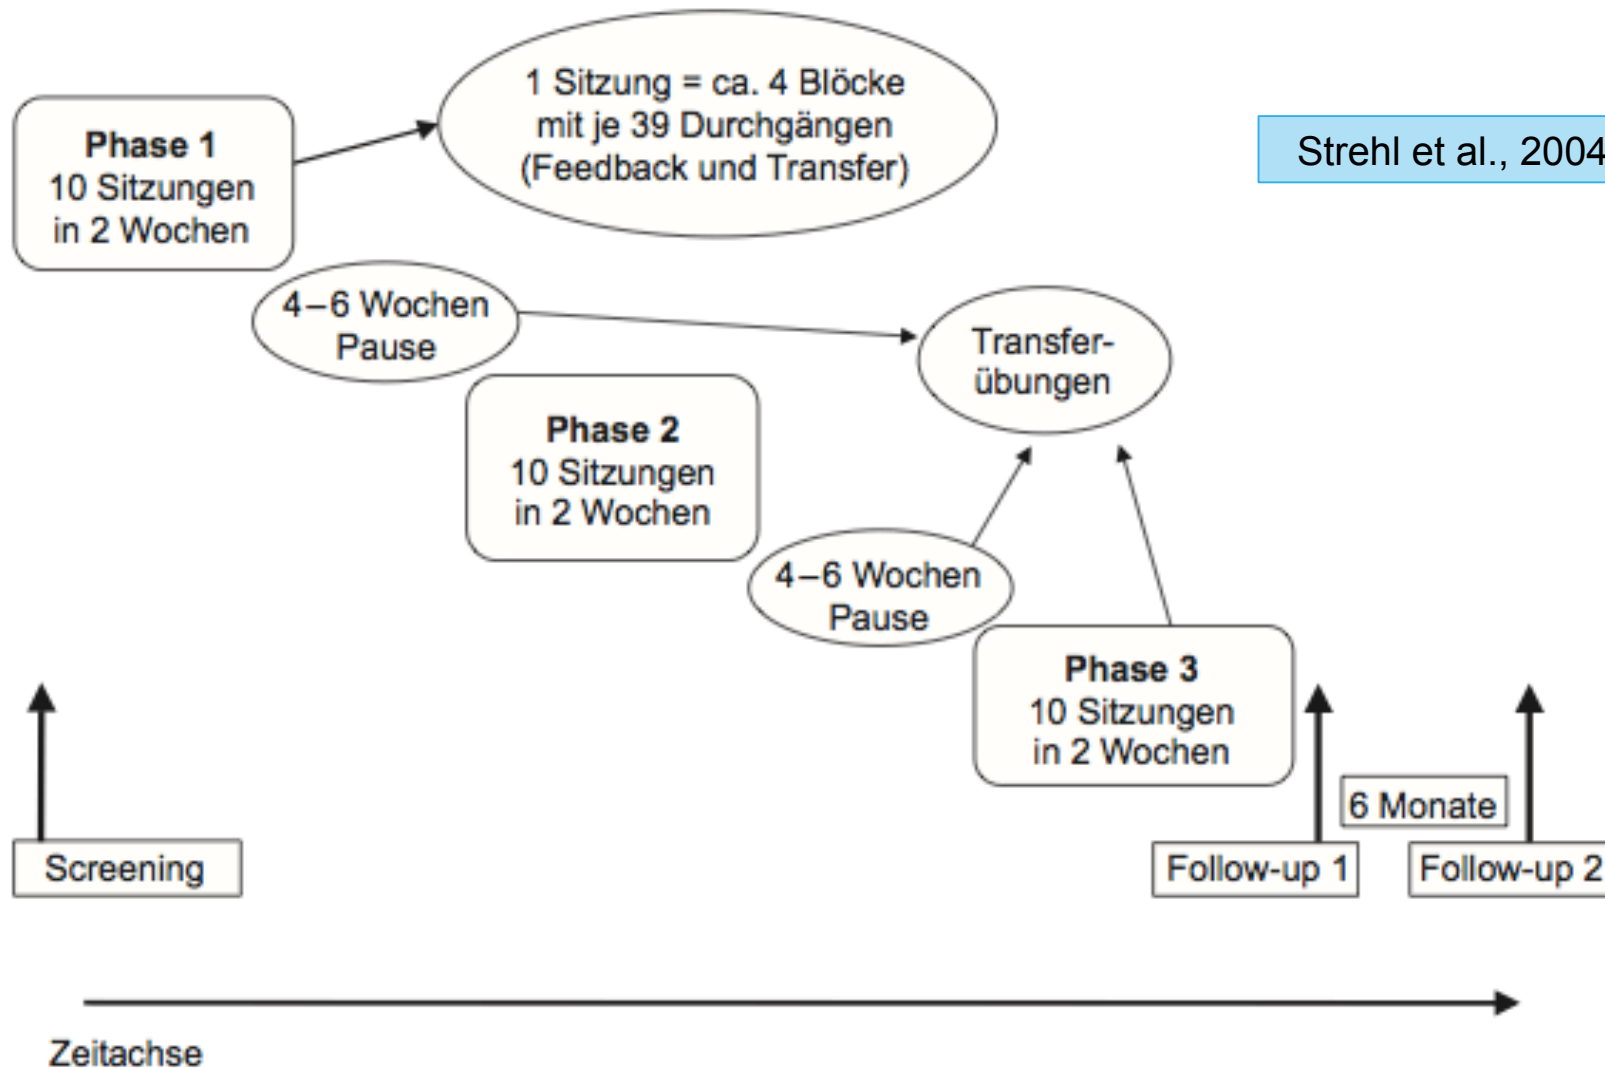 1 Sitzung = ca. 4 Blöcke
mit je 39 Durchgängen
(Feedback und Transfer)
Phase 1
10 Sitzungen
in 2 Wochen
Strehl et al., 2004
4–6 Wochen
Pause
Transfer-
übungen
Phase 2
10 Sitzungen
in 2 Wochen
4–6 Wochen
Pause
Phase 3
10 Sitzungen
in 2 Wochen
6 Monate
Screening
Follow-up 1
Follow-up 2
Zeitachse